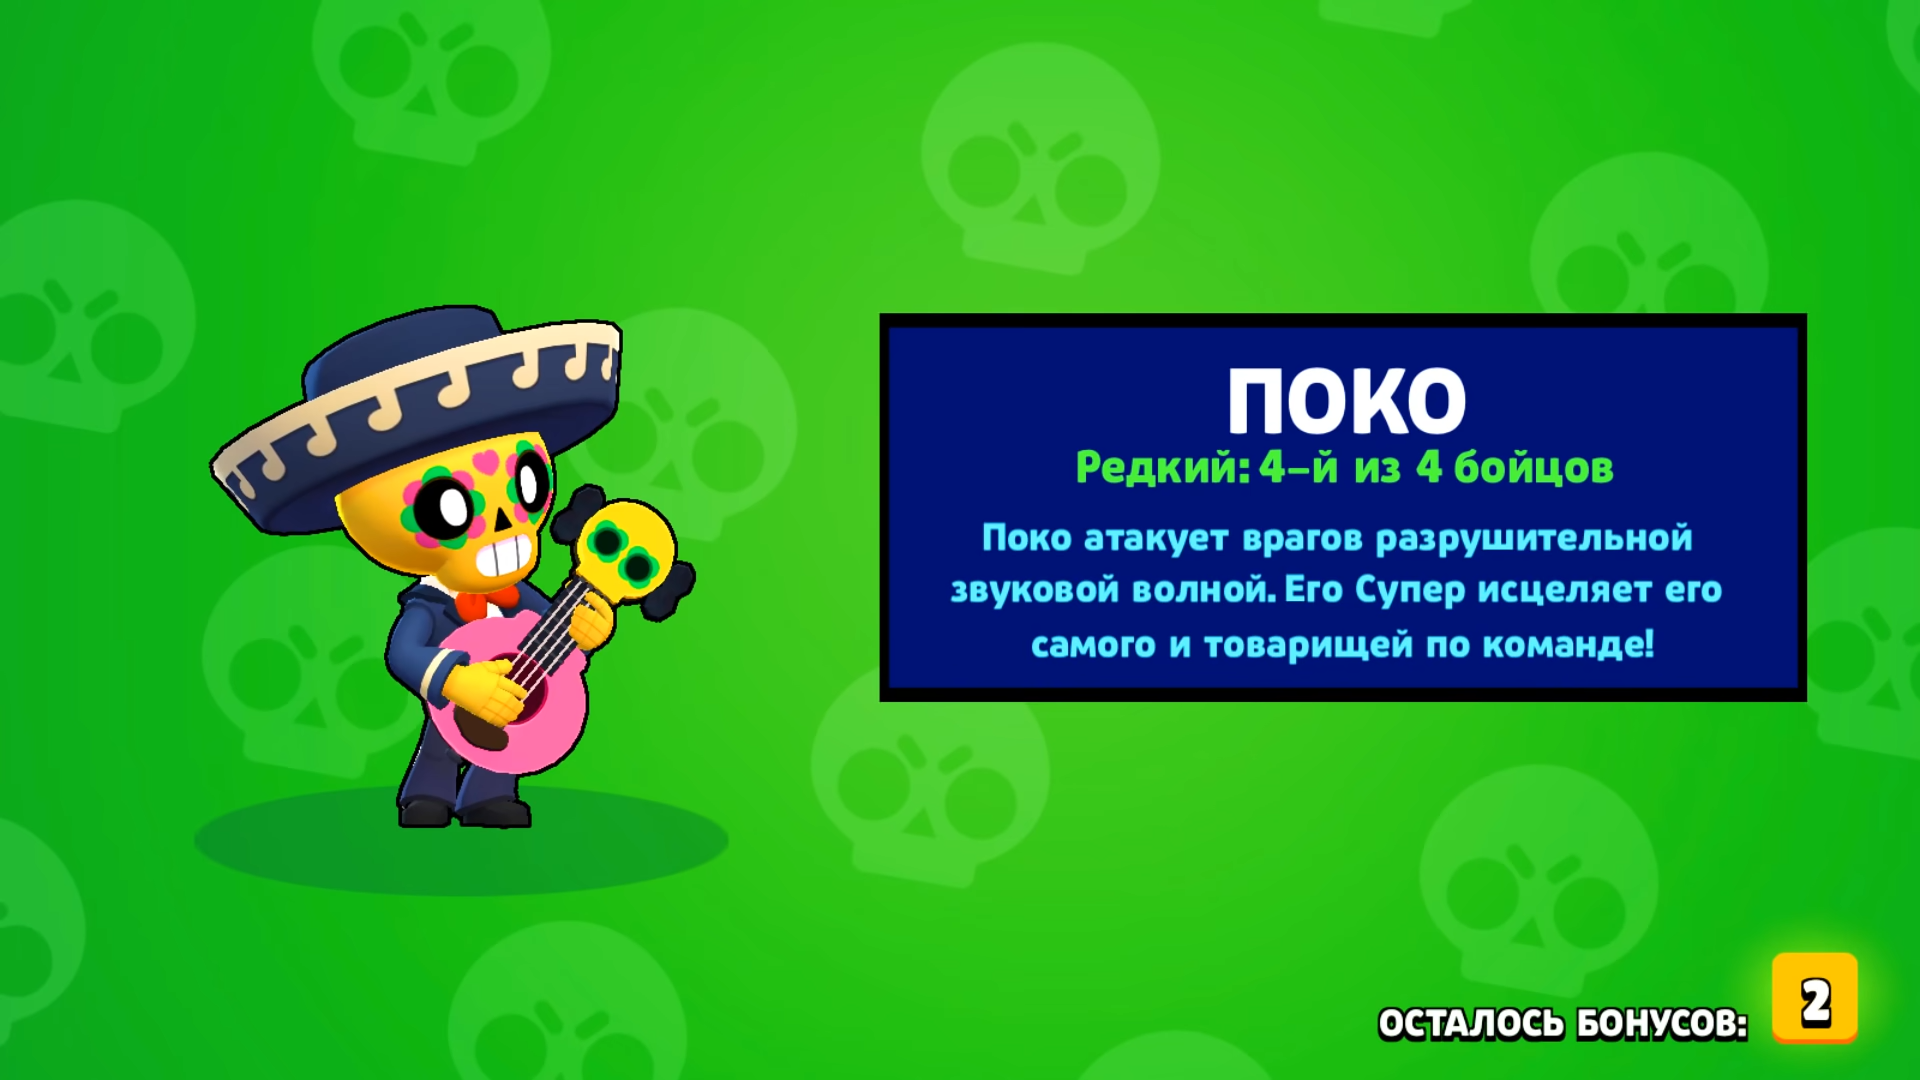 ПОКО
Редкий: 4-й из 4 бойцов
Поко атакует врагов разрушительной
звуковой волной. Его Супер исцеляет его
самого и товарищей по команде!
ОСТАЛОСЬ БОНУСОВ: 2